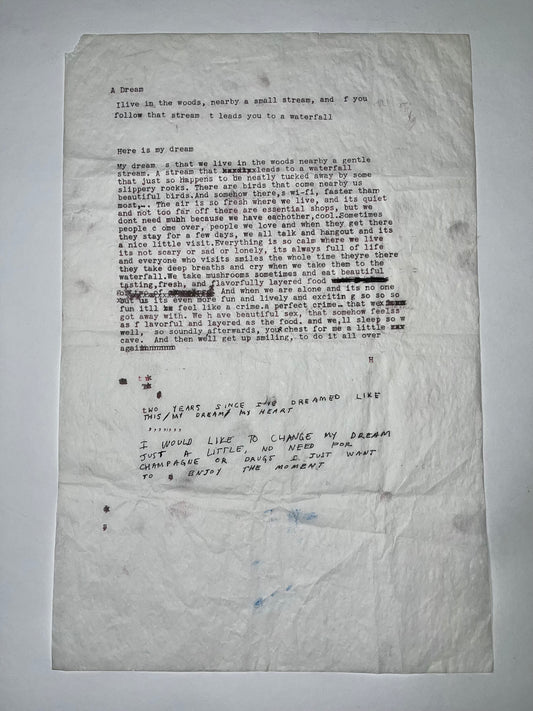 A Dream
Ilive in the woods, nearby a small stream, and  f you
follow that stream  t leads you to a waterfall
Here is my dream
My dream  s that we live in the woods nearby a gentle
stream. A stream that leads to a waterfall
that just so happens to be neatly tucked away by some
slippery rocks. There are birds that come nearby us
beautiful birds.And somehow there,s wi-fi, faster tham
most,.. The air is so fresh where we live, and its quiet
and not too far off there are essential shops, but we
dont need muhh because we have eachother,cool.Sometimes
people c ome over, people we love and when they get there
they stay for a few days, we all talk and hangout and its
a nice little visit.Everything is so calm where we live
its not scary or sad or lonely, its always full of life
and everyone who visits smiles the whole time theyre there
they take deep breaths and cry when we take them to the
waterfall.We take mushrooms sometimes and eat beautiful
tasting,fresh, and flavorfully layered food
And when we are alone and its no one
but us its even more fun and lively and excitin g so so so
fun itll feel like a crime.a perfect crime. that we
got away with. We h ave beautiful sex, that somehow feelss
as f lavorful and layered as the food. and we,ll sleep so w
well,  so soundly afterwards, your chest for me a little
cave.  And then well get up smiling, to do it all over
again
H
TWO YEARS SINCE I'VE DREAMED LIKE
THIS/MY DREAM/ MY HEART
,,,,,,,
I WOULD LIKE TO CHANGE MY DREAM
JUST A LITTLE, NO NEED FOR
CHAMPAGNE OR DRUGS I JUST WANT
TO ENJOY THE MOMENT